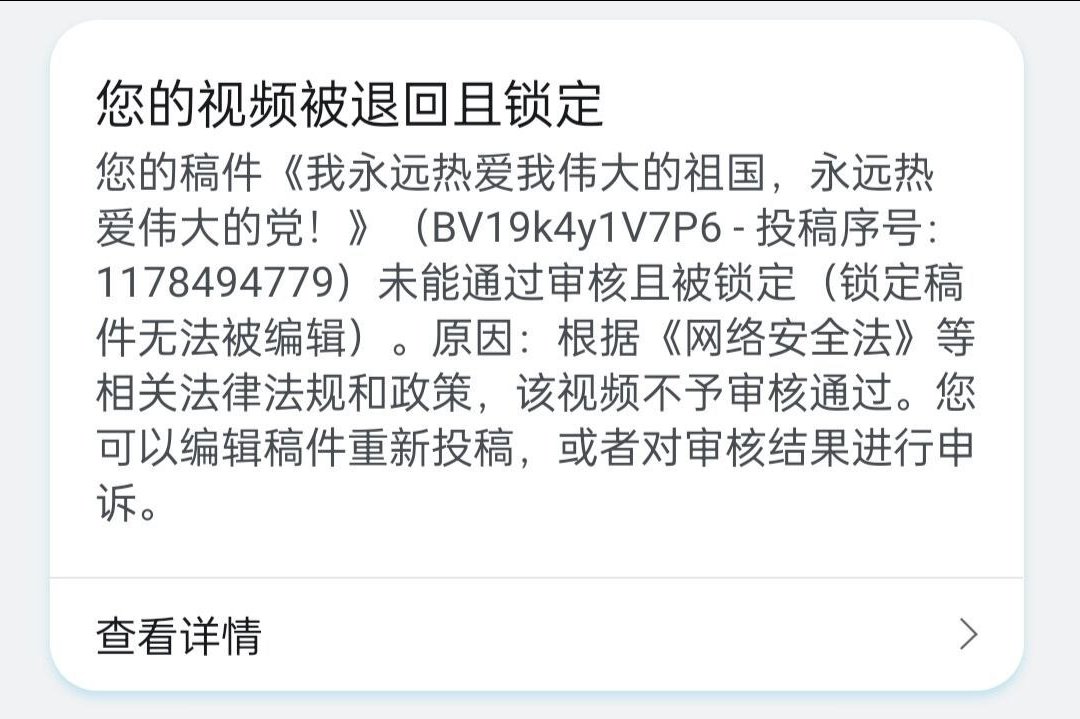 您的视频被退回且锁定
您的稿件《我永远热爱我伟大的祖国，永远热
爱伟大的党！》（BV19k4y1V7P6 - 投稿序号：
1178494779）未能通过审核且被锁定（锁定稿
件无法被编辑）。原因：根据《网络安全法》等
相关法律法规和政策，该视频不予审核通过。您
可以编辑稿件重新投稿，或者对审核结果进行申
诉。
查看详情